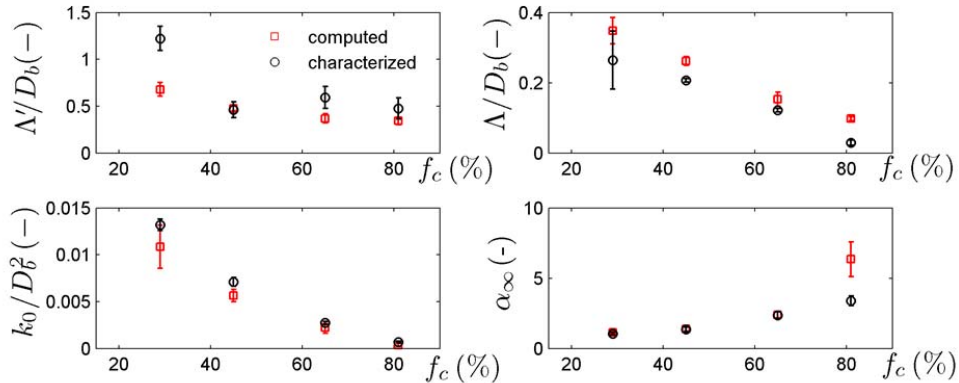 Λ′/D_b(−)
1.5
1
0.5
0
computed
characterized
20 40 60 80 f_c (%)
Λ/D_b(−)
0.4
0.2
0
20 40 60 80 f_c (%)
k_0/D_b^2(−)
0.015
0.01
0.005
0
20 40 60 80 f_c (%)
α_∞(-)
10
5
0
20 40 60 80 f_c (%)